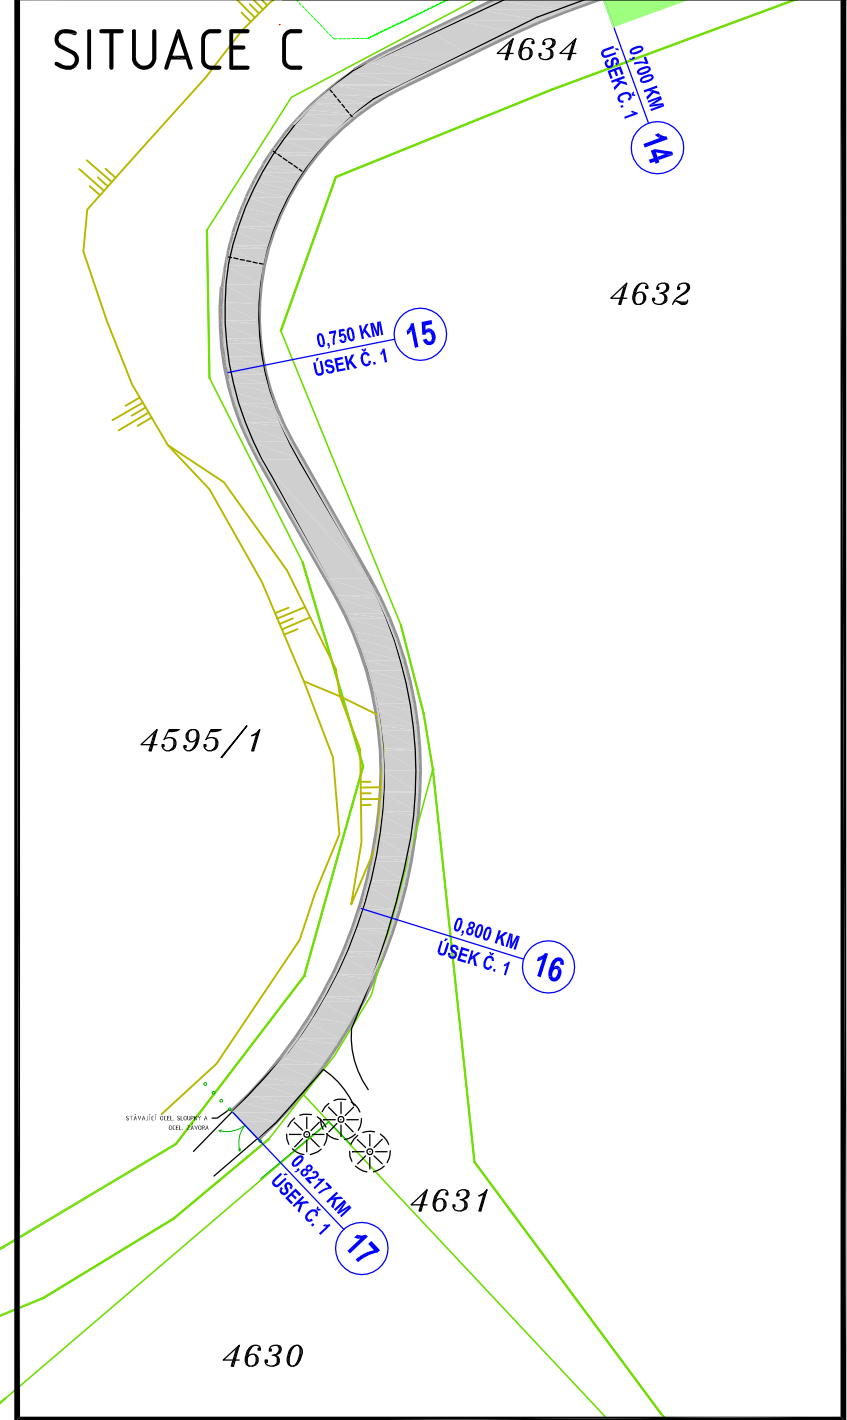 SITUACE C
4634
0,700 KM
ÚSEK Č. 1
14
4632
0,750 KM
ÚSEK Č. 1
15
4595/1
0,800 KM
ÚSEK Č. 1
16
STÁVAJÍCÍ OCEL. SLOUPKY A
OCEL. ZÁVORA
0,8217 KM
ÚSEK Č. 1
17
4631
4630